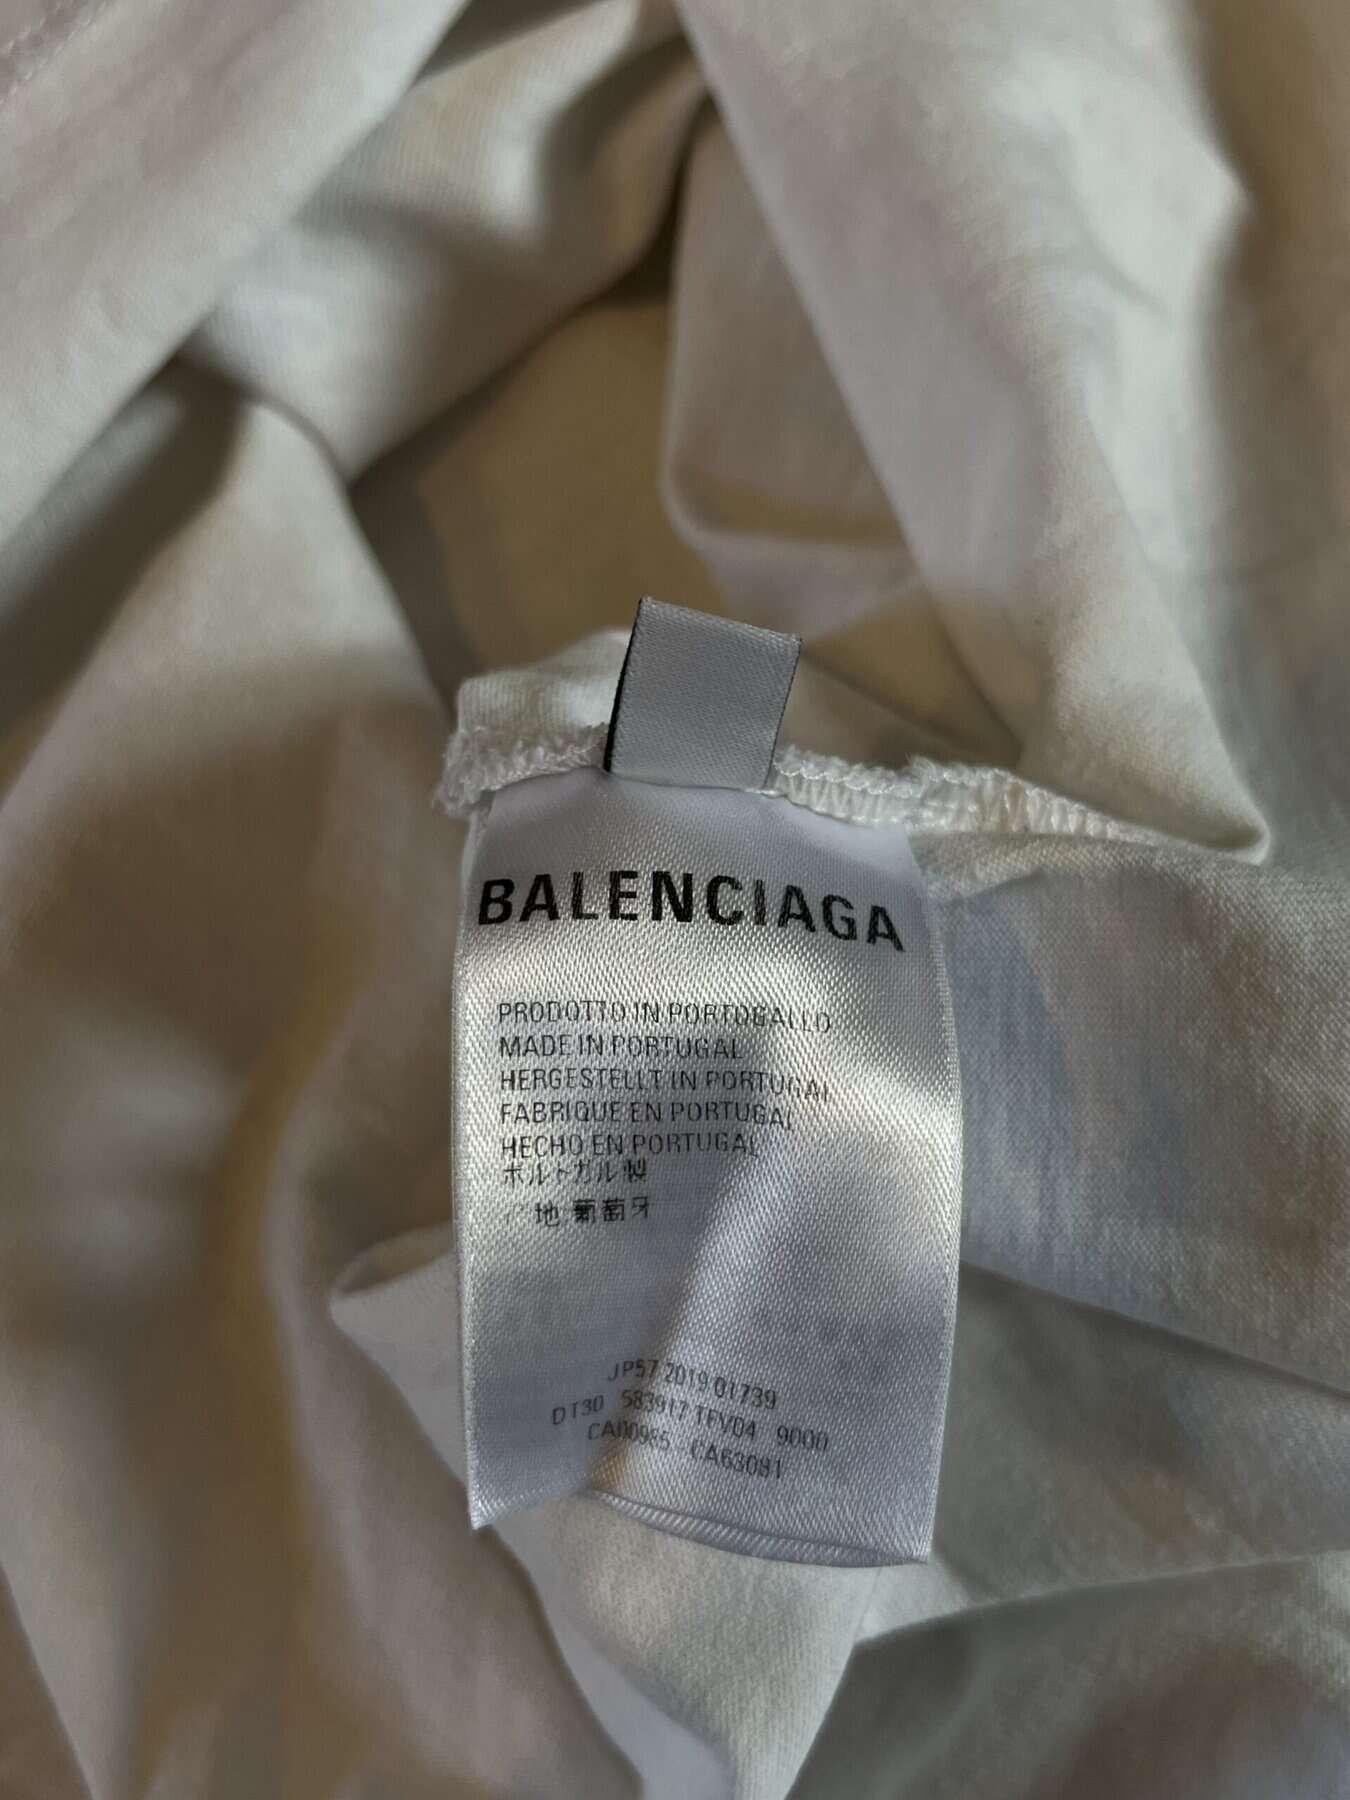 BALENCIAGA
PRODOTTO IN PORTOGALLO
MADE IN PORTUGAL
HERGESTELLT IN PORTUGAL
FABRIQUE EN PORTUGAL
HECHO EN PORTUGAL
ポルトガル製
地 葡萄牙
JP57 2019 01739
DT30 583917 TFV04 9000
CA00985 CA63081